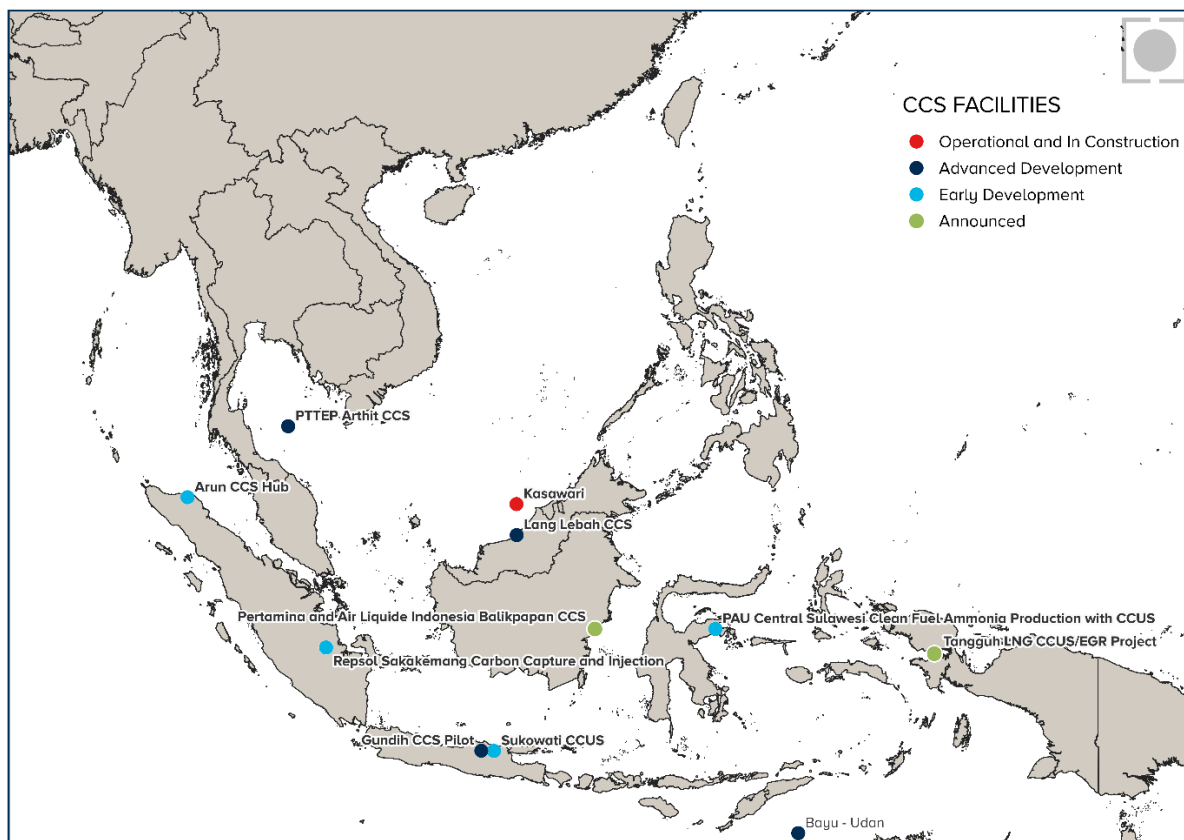 CCS FACILITIES
Operational and In Construction
Advanced Development
Early Development
Announced
PTTEP Arthit CCS
Arun CCS Hub
Kasawari
Lang Lebah CCS
Pertamina and Air Liquide Indonesia Balikpapan CCS
PAU Central Sulawesi Clean Fuel Ammonia Production with CCUS
Tangguh LNG CCUS/EGR Project
Repsol Sakakemang Carbon Capture and Injection
Gundih CCS Pilot
Sukowati CCUS
Bayu - Udan